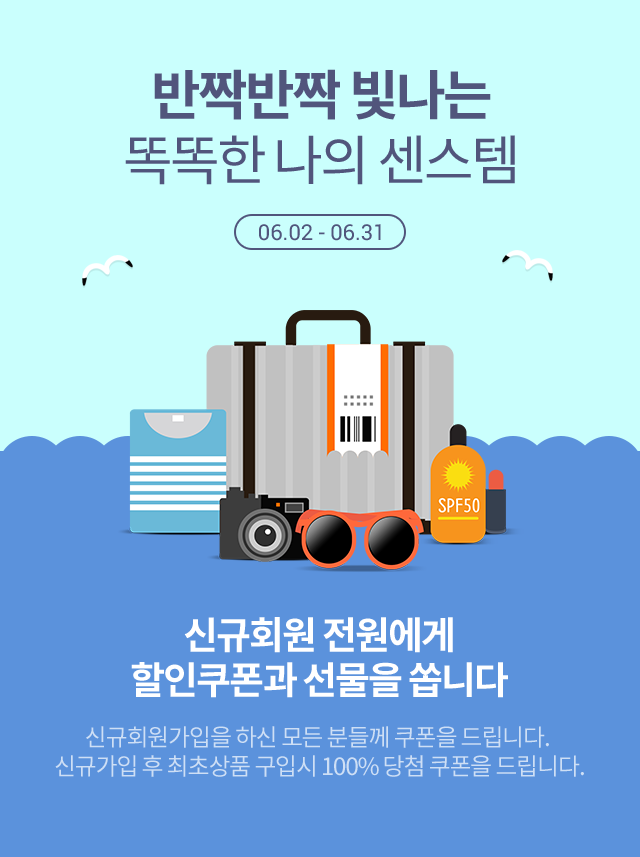 반짝반짝 빛나는
똑똑한 나의 센스템
06.02 - 06.31
SPF50
신규회원 전원에게
할인쿠폰과 선물을 쏩니다
신규회원가입을 하신 모든 분들께 쿠폰을 드립니다.
신규가입 후 최초상품 구입시 100% 당첨 쿠폰을 드립니다.